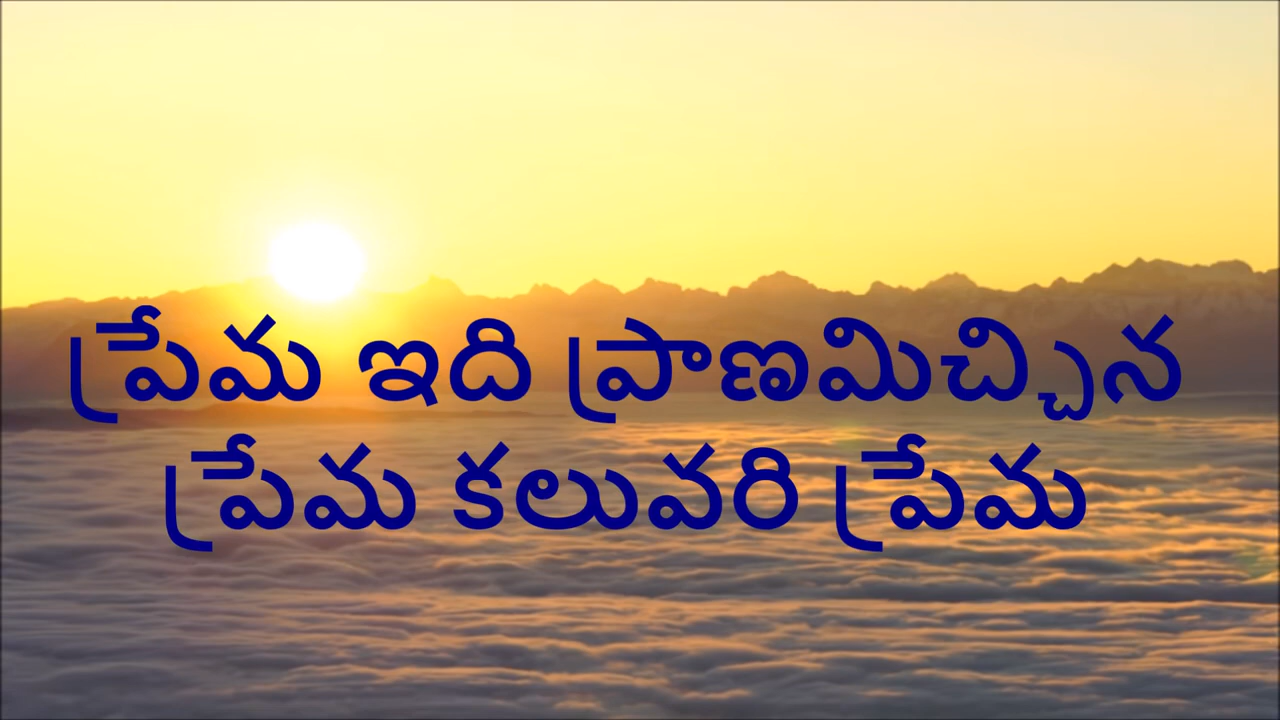 ప్రేమ ఇది ప్రాణమిచ్చిన
ప్రేమ కలువరి ప్రేమ